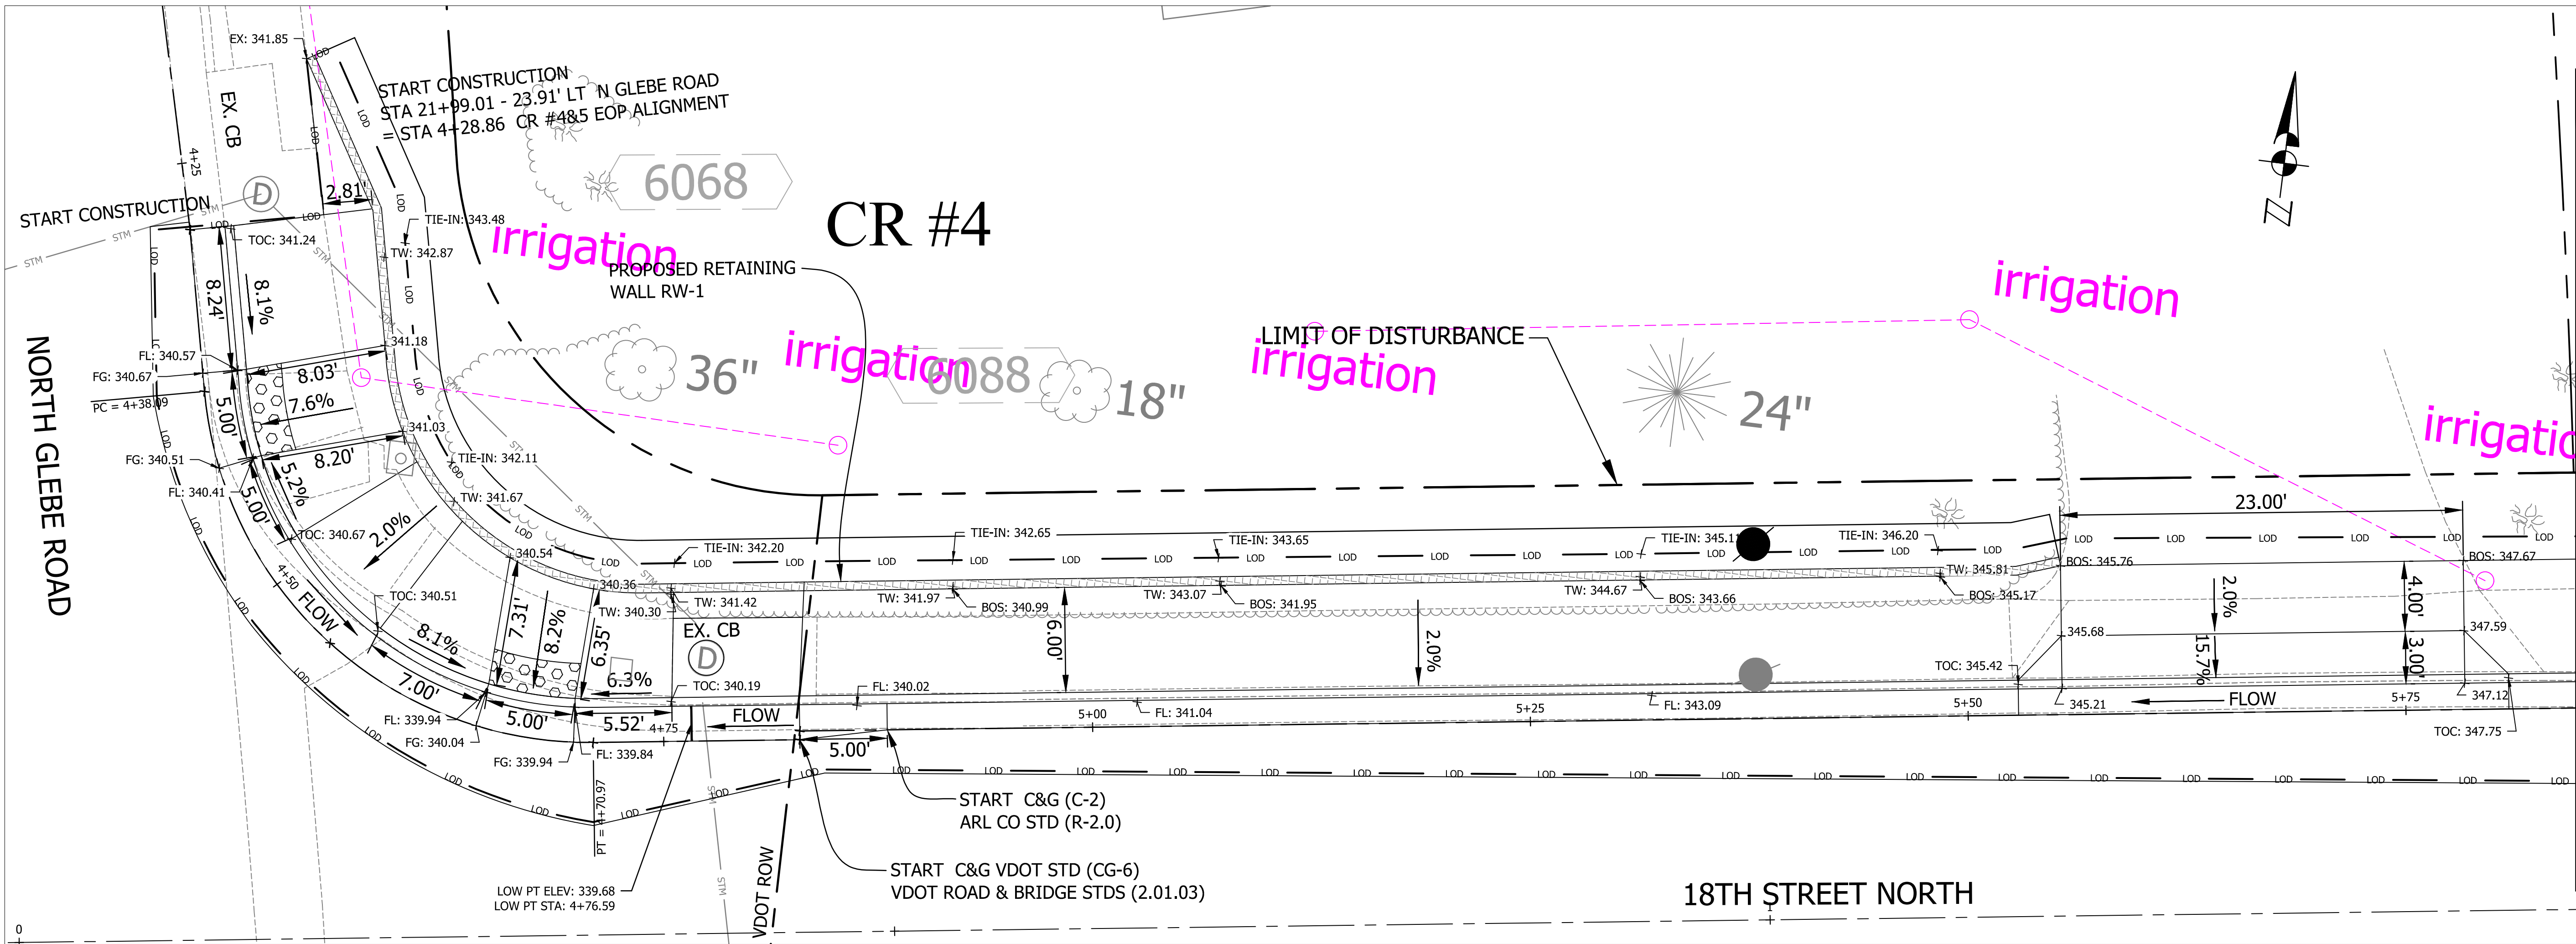 EX: 341.85
LOD
START CONSTRUCTION
STA 21+99.01 - 23.91' LT N GLEBE ROAD
= STA 4+28.86 CR #4&5 EOP ALIGNMENT
EX. CB
4+25
D
2.81'
START CONSTRUCTION
STM
6068
CR #4
TIE-IN: 343.48
TOC: 341.24
TW: 342.87
irrigation
PROPOSED RETAINING
WALL RW-1
irrigation
8.24'
8.1%
LIMIT OF DISTURBANCE
341.18
FL: 340.57
FG: 340.67
8.03'
7.6%
PC = 4+38.09
5.00'
36"
irrigation
6088
18"
irrigation
24"
irrigatio
NORTH GLEBE ROAD
341.03
8.20'
FG: 340.51
FL: 340.41
5.2%
5.00'
TIE-IN: 342.11
TW: 341.67
2.0%
TOC: 340.67
340.54
4+50
FLOW
TOC: 340.51
TIE-IN: 342.20
TIE-IN: 342.65
TIE-IN: 343.65
TIE-IN: 345.11
TIE-IN: 346.20
23.00'
BOS: 347.67
BOS: 345.76
340.36
TW: 340.30
TW: 341.42
TW: 341.97
BOS: 340.99
TW: 343.07
BOS: 341.95
TW: 344.67
BOS: 343.66
TW: 345.81
BOS: 345.17
8.1%
7.31'
8.2%
6.35'
6.3%
EX. CB
D
6.00'
2.0%
2.0%
4.00'
345.68
347.59
15.7%
3.00'
7.00'
TOC: 340.19
FL: 340.02
TOC: 345.42
FL: 339.94
5.00'
5.52'
4+75
FLOW
5+00
FL: 341.04
5+25
FL: 343.09
5+50
345.21
FLOW
5+75
347.12
FG: 340.04
FL: 339.84
FG: 339.94
5.00'
TOC: 347.75
PT = 4+70.97
START C&G (C-2)
ARL CO STD (R-2.0)
START C&G VDOT STD (CG-6)
VDOT ROAD & BRIDGE STDS (2.01.03)
LOW PT ELEV: 339.68
LOW PT STA: 4+76.59
VDOT ROW
18TH STREET NORTH
0
1